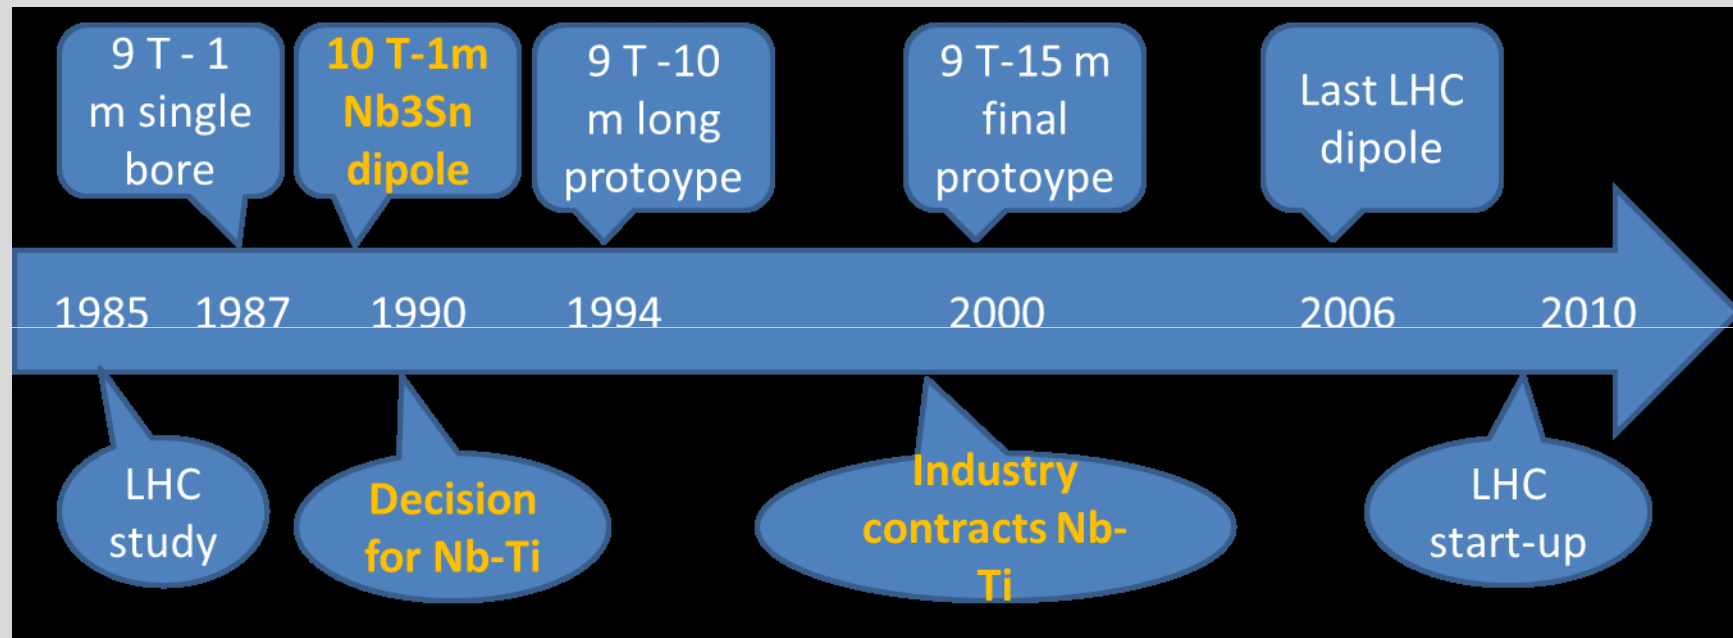 9 T - 1
m single
bore
10 T-1m
Nb3Sn
dipole
9 T -10
m long
protoype
9 T-15 m
final
protoype
Last LHC
dipole
1985 1987 1990 1994 2000 2006 2010
LHC
study
Decision
for Nb-Ti
Industry
contracts Nb-
Ti
LHC
start-up